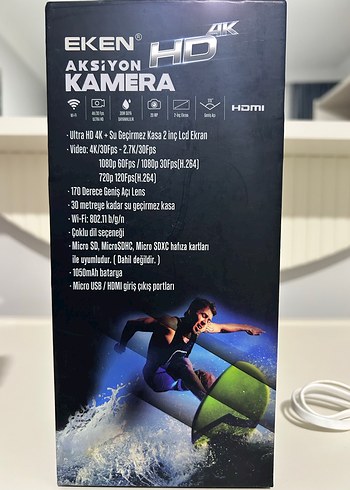 EKEN®
HD 4K
AKSİYON
KAMERA
HDMI
· Ultra HD 4K + Su Geçirmez Kasa 2 inç Lcd Ekran
· Video: 4K/30Fps - 2.7K/30Fps
1080p 60Fps / 1080p 30Fps(H.264)
720p 120Fps(H.264)
· 170 Derece Geniş Açı Lens
· 30 metreye kadar su geçirmez kasa
· Wi-Fi: 802.11 b/g/n
· Çoklu dil seçeneği
· Micro SD, MicroSDHC, Micro SDXC hafıza kartları
ile uyumludur. ( Dahil değildir. )
· 1050mAh batarya
· Micro USB / HDMI giriş çıkış portları